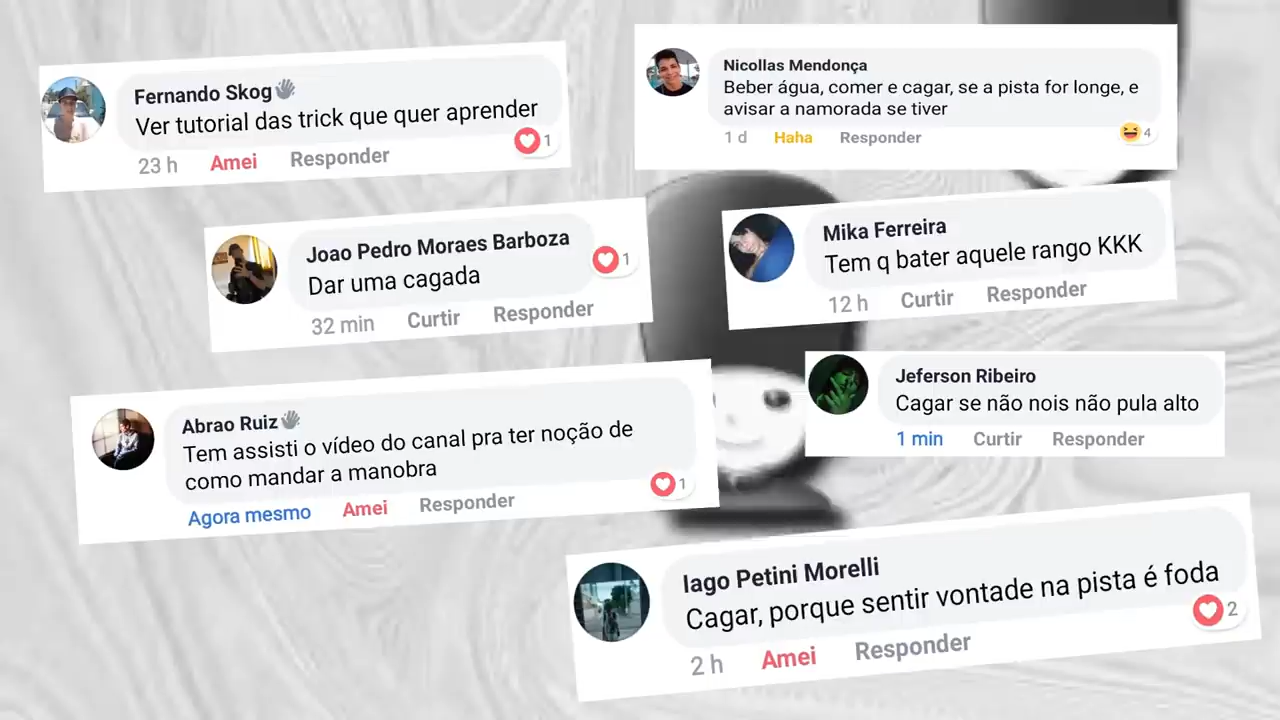 Fernando Skog👋
Ver tutorial das trick que quer aprender
1
23 h Amei Responder
Nicollas Mendonça
Beber água, comer e cagar, se a pista for longe, e
avisar a namorada se tiver
1 d Haha Responder
4
Joao Pedro Moraes Barboza
Dar uma cagada
1
32 min Curtir Responder
Mika Ferreira
Tem q bater aquele rango KKK
12 h Curtir Responder
Abrao Ruiz👋
Tem assisti o vídeo do canal pra ter noção de
como mandar a manobra
1
Agora mesmo Amei Responder
Jeferson Ribeiro
Cagar se não nois não pula alto
1 min Curtir Responder
Iago Petini Morelli
Cagar, porque sentir vontade na pista é foda
2
2 h Amei Responder